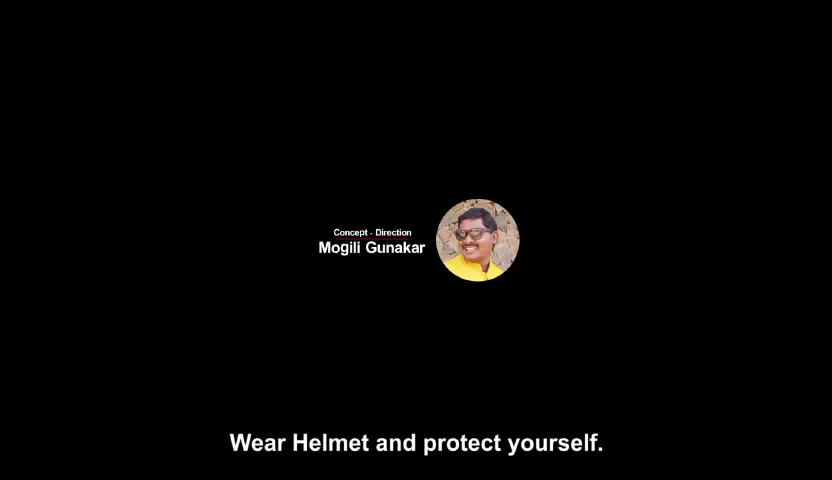 Concept - Direction
Mogili Gunakar
Wear Helmet and protect yourself.